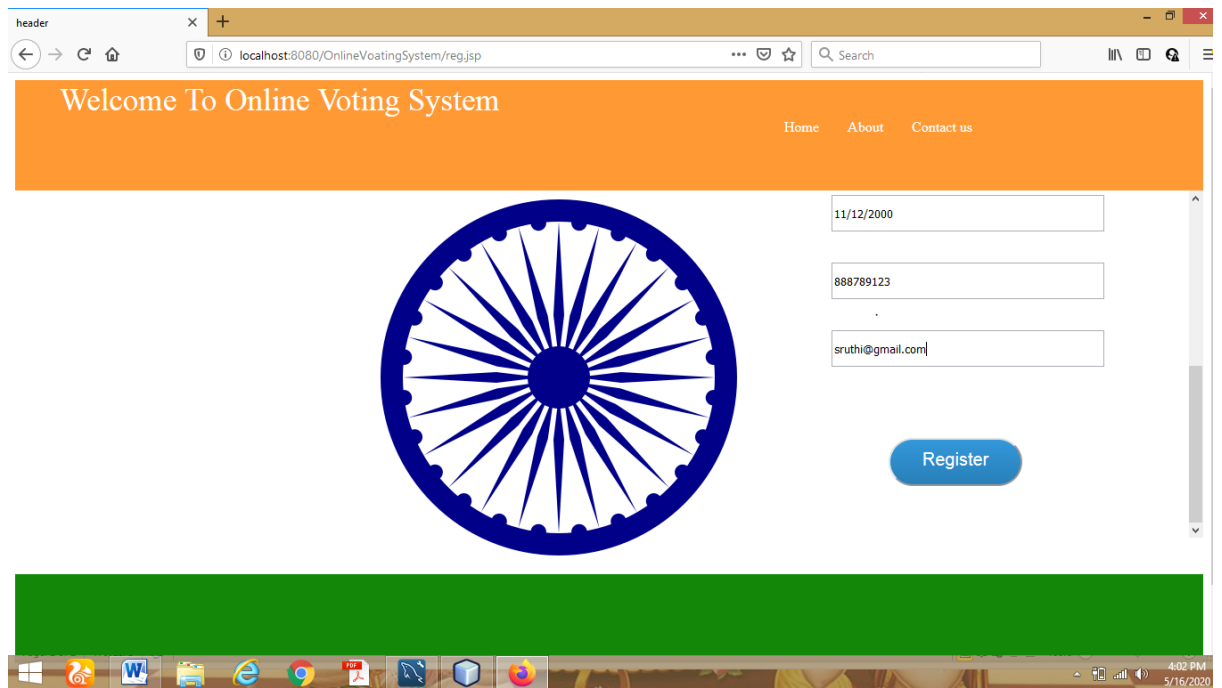 header
localhost:8080/OnlineVoatingSystem/reg.jsp
Search
Welcome To Online Voting System
Home About Contact us
11/12/2000
888789123
sruthi@gmail.com
Register
4:02 PM
5/16/2020